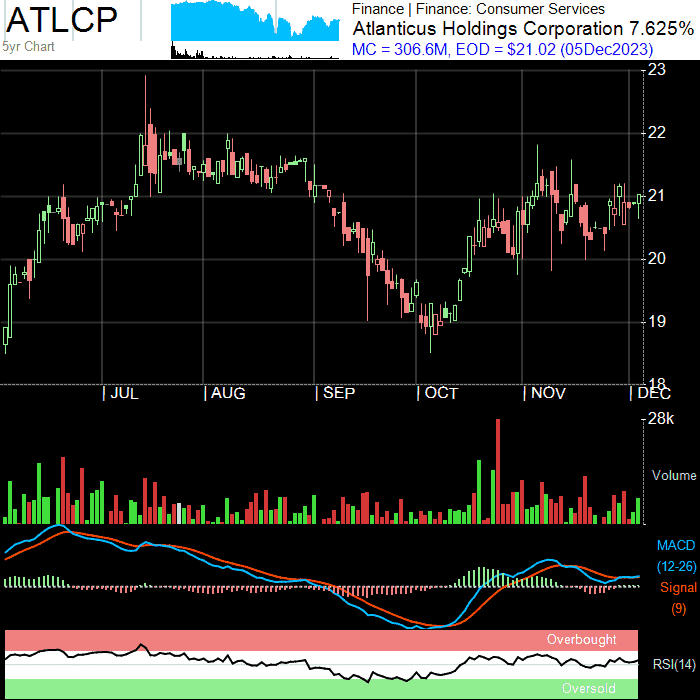 ATLCP
5yr Chart
Finance | Finance: Consumer Services
Atlanticus Holdings Corporation 7.625%
MC = 306.6M, EOD = $21.02 (05Dec2023)
23
22
21
20
19
18
JUL AUG SEP OCT NOV DEC
28k
Volume
MACD
(12-26)
Signal
(9)
Overbought
RSI(14)
Oversold